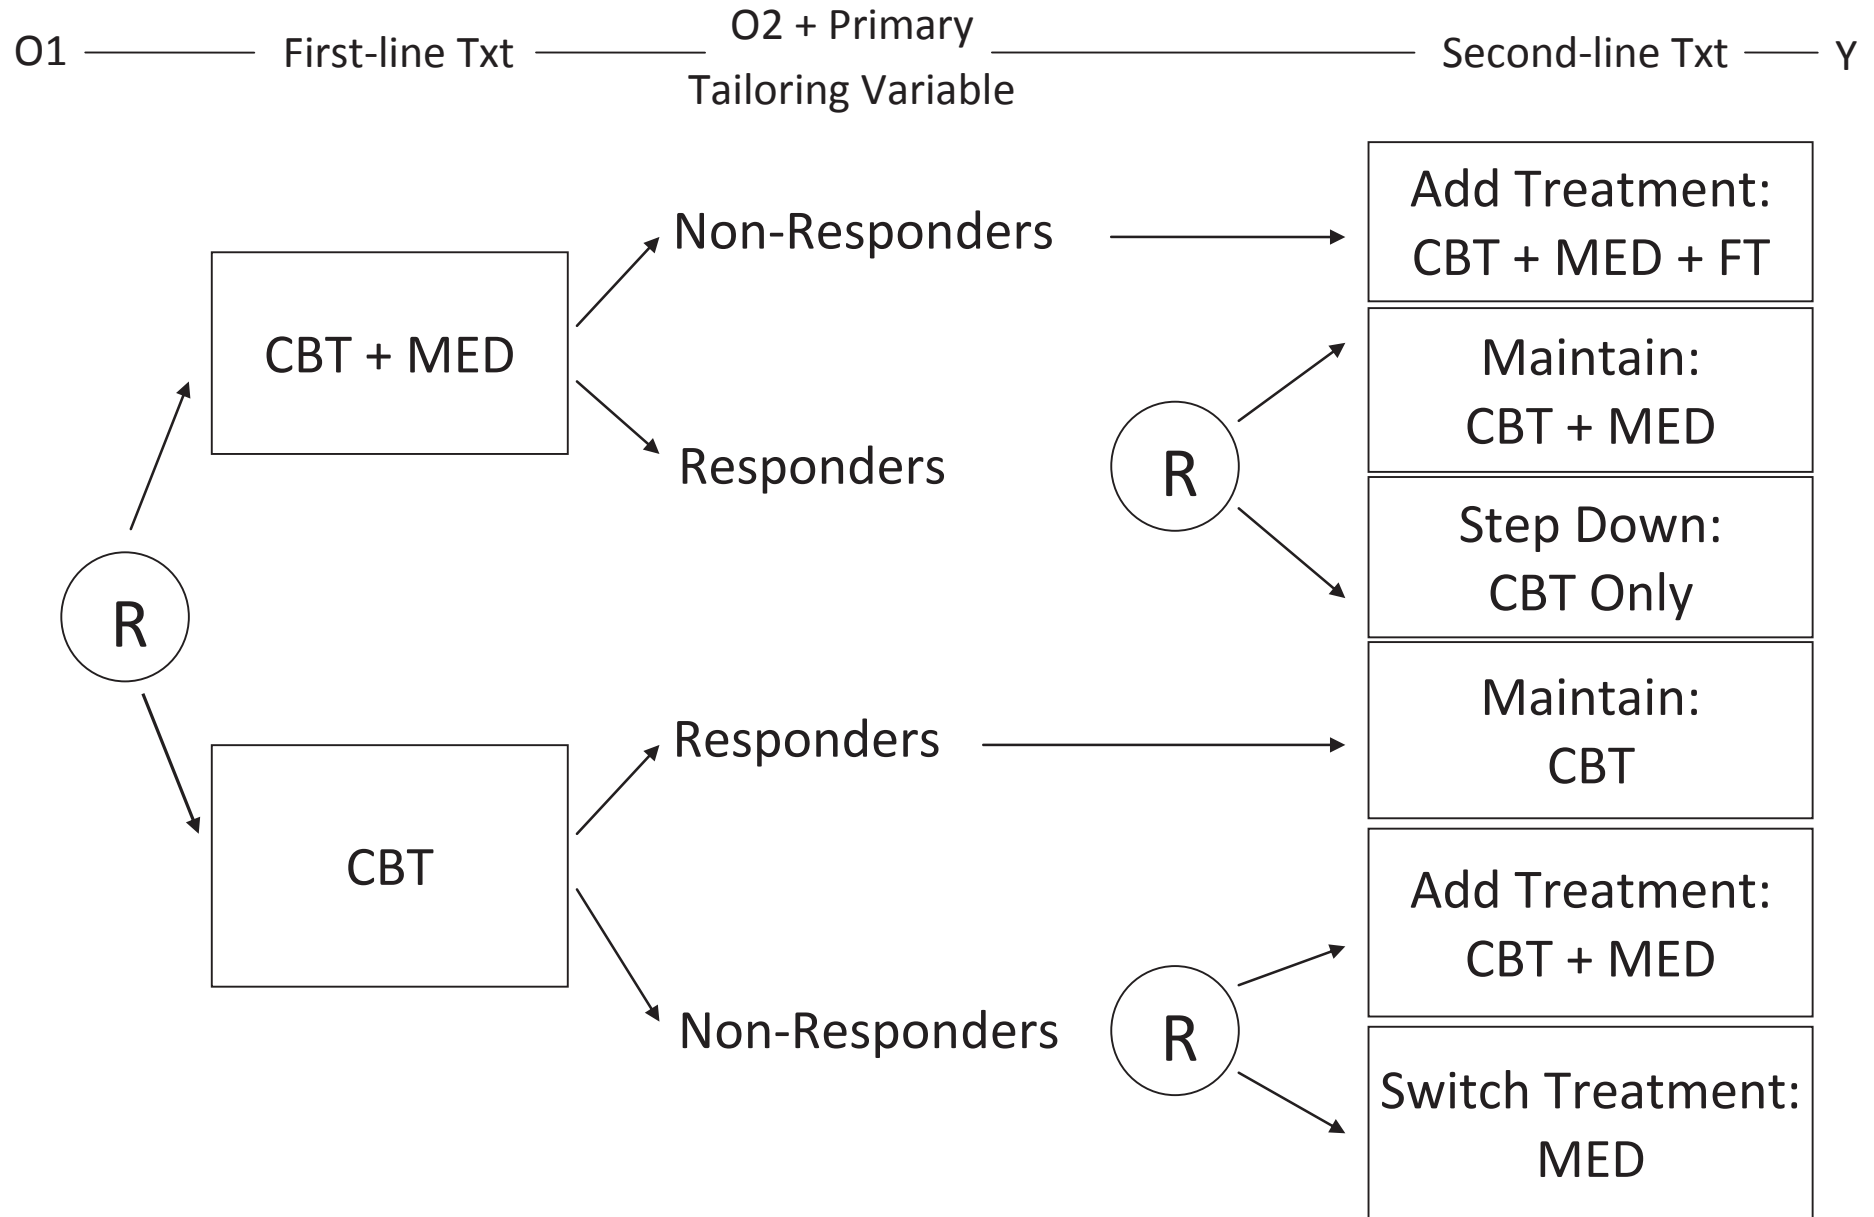 O1 First-line Txt O2 + Primary Second-line Txt Y
Tailoring Variable
Add Treatment:
Non-Responders
CBT + MED + FT
CBT + MED
Maintain:
CBT + MED
Responders
R
Step Down:
CBT Only
R
Responders
Maintain:
CBT
CBT
Add Treatment:
CBT + MED
Non-Responders
R
Switch Treatment:
MED